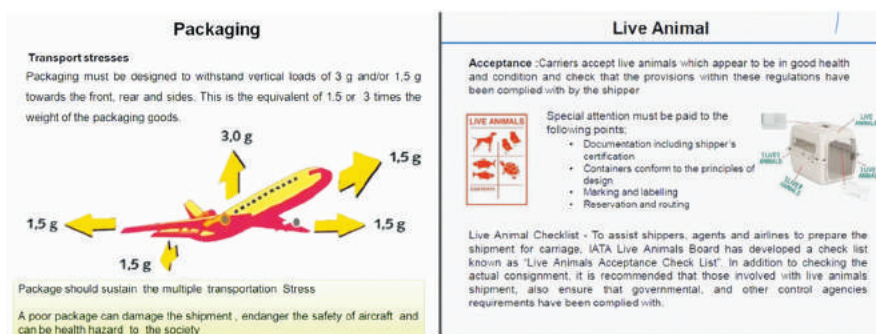 Packaging
Transport stresses
Packaging must be designed to withstand vertical loads of 3 g and/or 1,5 g
towards the front, rear and sides. This is the equivalent of 1.5 or 3 times the
weight of the packaging goods.
3,0 g
1,5 g
1,5 g
1,5 g
1,5 g
Package should sustain the multiple transportation Stress
A poor package can damage the shipment , endanger the safety of aircraft and
can be health hazard to the society
Live Animal
Acceptance :Carriers accept live animals which appear to be in good health
and condition and check that the provisions within these regulations have
been complied with by the shipper
LIVE ANIMALS
Special attention must be paid to the
following points;
• Documentation including shipper's
certification
• Containers conform to the principles of
design
• Marking and labelling
• Reservation and routing
LIVE
ANIMALS
Live Animal Checklist - To assist shippers, agents and airlines to prepare the
shipment for carriage, IATA Live Animals Board has developed a check list
known as "Live Animals Acceptance Check List". In addition to checking the
actual consignment, it is recommended that those involved with live animals
shipment, also ensure that governmental, and other control agencies
requirements have been complied with.